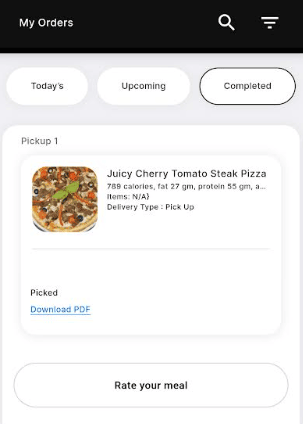 My Orders
Today's
Upcoming
Completed
Pickup 1
Juicy Cherry Tomato Steak Pizza
789 calories, fat 27 gm, protein 55 gm, a...
Items: N/A}
Delivery Type : Pick Up
Picked
Download PDF
Rate your meal